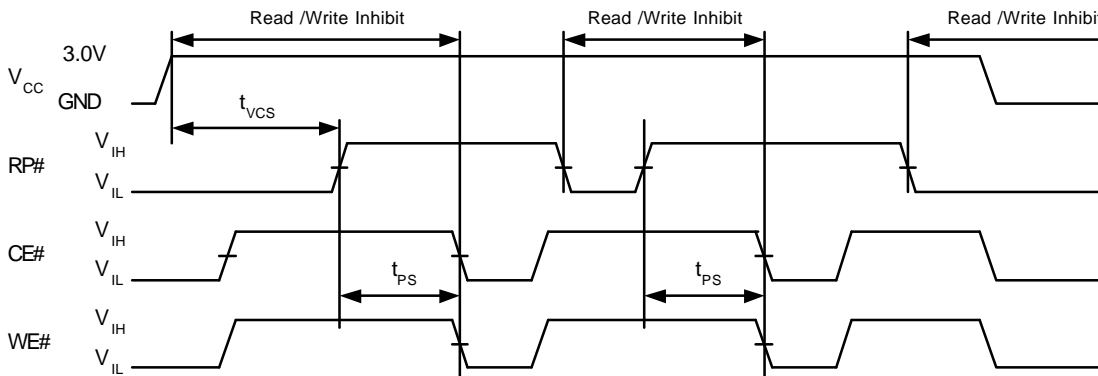 Read /Write Inhibit Read /Write Inhibit Read /Write Inhibit
3.0V
VCC
GND
tVCS
VIH
RP#
VIL
VIH
CE#
VIL
tPS tPS
VIH
WE#
VIL